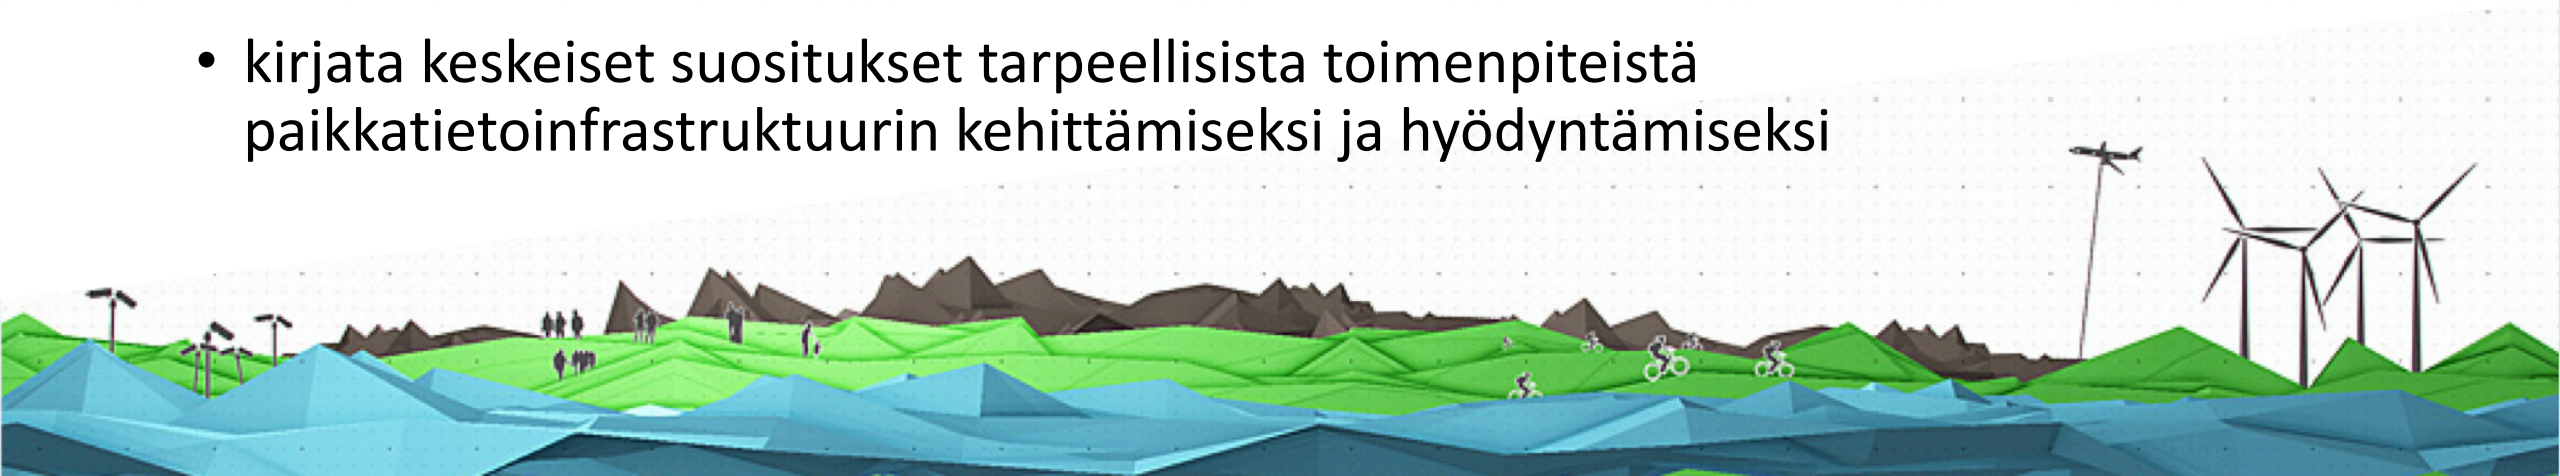 • kirjata keskeiset suositukset tarpeellisista toimenpiteistä
paikkatietoinfrastruktuurin kehittämiseksi ja hyödyntämiseksi